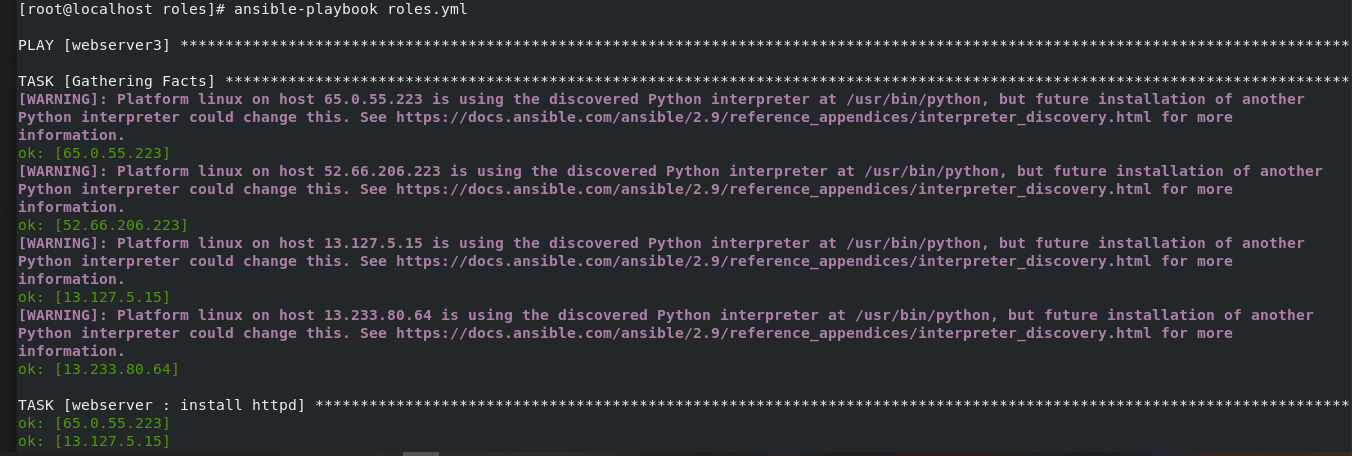 [root@localhost roles]# ansible-playbook roles.yml
PLAY [webserver3] **********************************************************************************************************************************
TASK [Gathering Facts] *****************************************************************************************************************************
[WARNING]: Platform linux on host 65.0.55.223 is using the discovered Python interpreter at /usr/bin/python, but future installation of another
Python interpreter could change this. See https://docs.ansible.com/ansible/2.9/reference_appendices/interpreter_discovery.html for more
information.
ok: [65.0.55.223]
[WARNING]: Platform linux on host 52.66.206.223 is using the discovered Python interpreter at /usr/bin/python, but future installation of another
Python interpreter could change this. See https://docs.ansible.com/ansible/2.9/reference_appendices/interpreter_discovery.html for more
information.
ok: [52.66.206.223]
[WARNING]: Platform linux on host 13.127.5.15 is using the discovered Python interpreter at /usr/bin/python, but future installation of another
Python interpreter could change this. See https://docs.ansible.com/ansible/2.9/reference_appendices/interpreter_discovery.html for more
information.
ok: [13.127.5.15]
[WARNING]: Platform linux on host 13.233.80.64 is using the discovered Python interpreter at /usr/bin/python, but future installation of another
Python interpreter could change this. See https://docs.ansible.com/ansible/2.9/reference_appendices/interpreter_discovery.html for more
information.
ok: [13.233.80.64]
TASK [webserver : install httpd] *******************************************************************************************************************
ok: [65.0.55.223]
ok: [13.127.5.15]